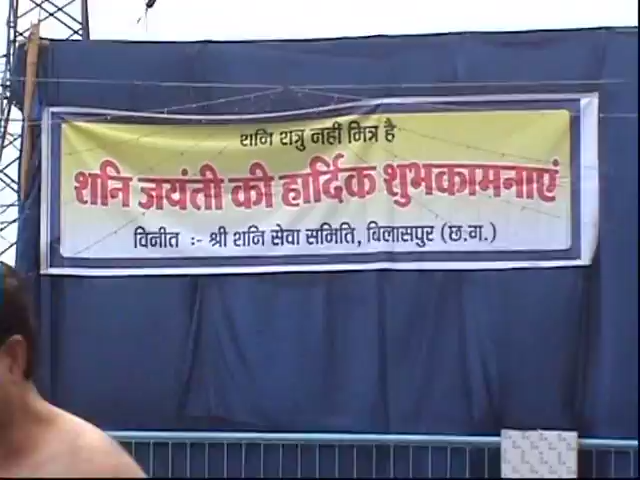 शनि शत्रु नहीं मित्र है
शनि जयंती की हार्दिक शुभकामनाएं
विनीत :- श्री शनि सेवा समिति, बिलासपुर (छ.ग.)